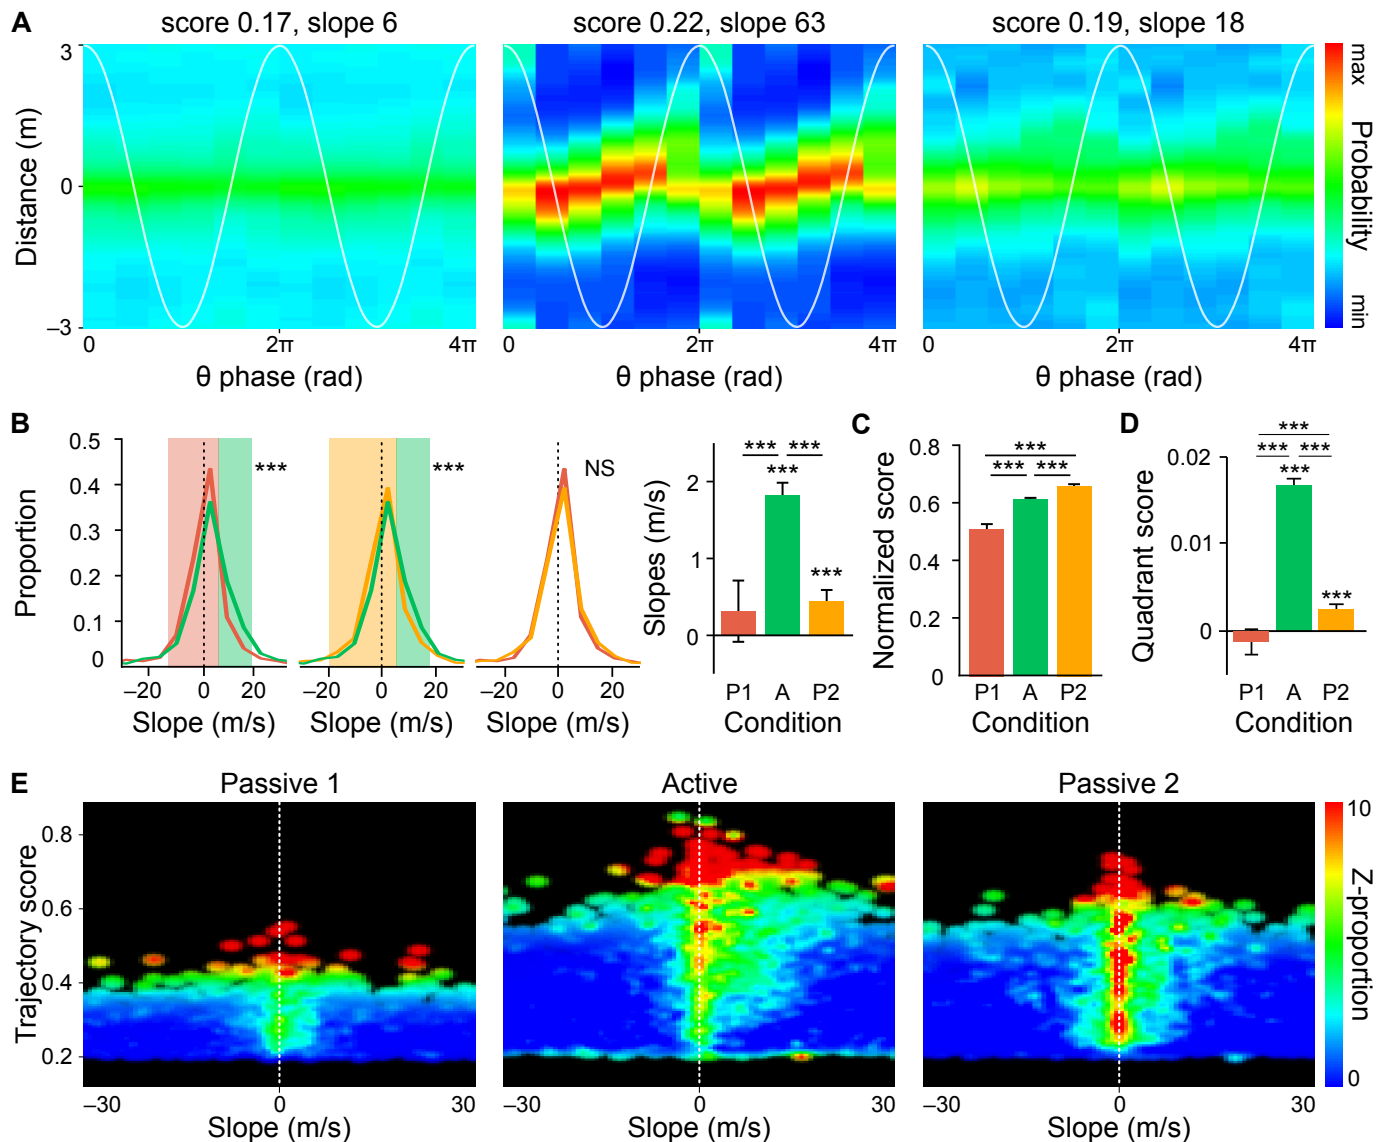 A
score 0.17, slope 6
score 0.22, slope 63
score 0.19, slope 18
3
0
–3
Distance (m)
0 2π 4π
θ phase (rad)
0 2π 4π
θ phase (rad)
0 2π 4π
θ phase (rad)
max
Probability
min
B
0.5
0.4
0.3
0.2
0.1
0
Proportion
***
–20 0 20
Slope (m/s)
***
–20 0 20
Slope (m/s)
NS
–20 0 20
Slope (m/s)
2
1
0
Slopes (m/s)
*** ***
***
***
P1 A P2
Condition
C
0.8
0.6
0.4
0.2
0
Normalized score
***
*** ***
P1 A P2
Condition
D
0.02
0.01
0
Quadrant score
***
*** ***
***
***
P1 A P2
Condition
E
Passive 1
Active
Passive 2
0.8
0.6
0.4
0.2
Trajectory score
–30 0 30
Slope (m/s)
–30 0 30
Slope (m/s)
–30 0 30
Slope (m/s)
10
Z-proportion
0